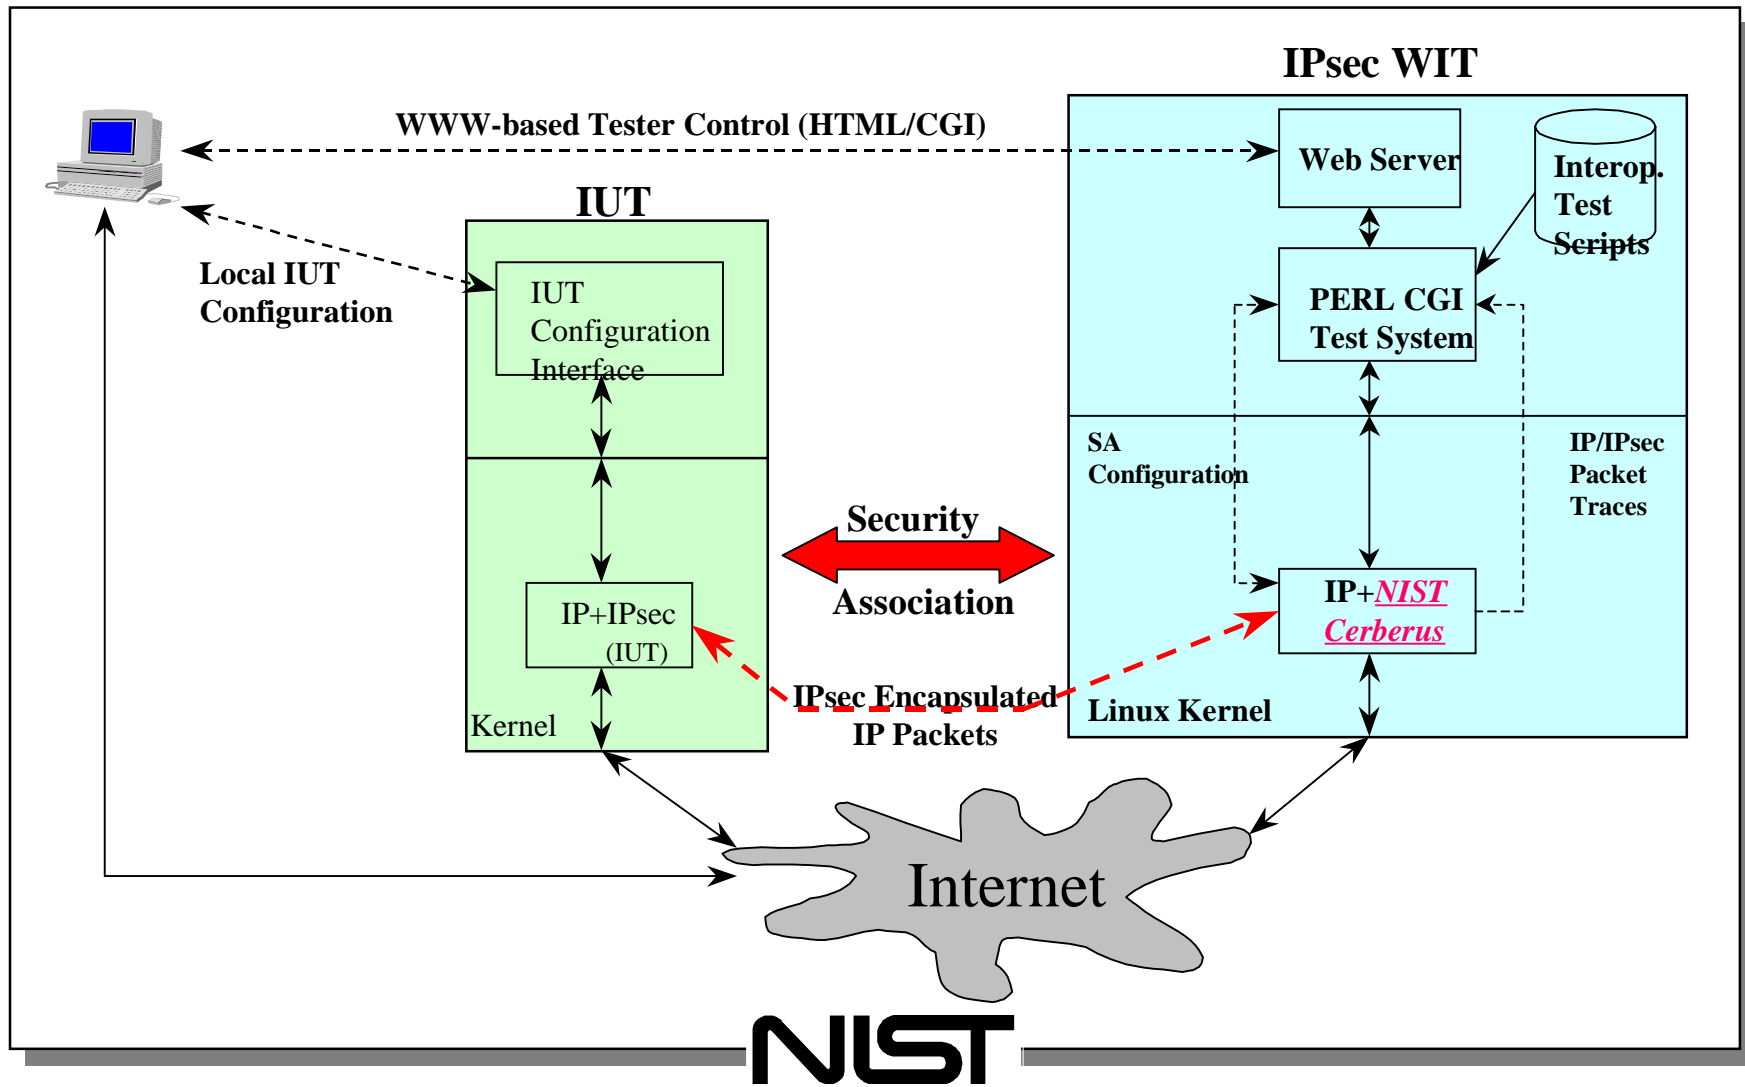 IPsec WIT
WWW-based Tester Control (HTML/CGI)
Web Server
Interop.
Test
Scripts
IUT
Local IUT
Configuration
IUT
Configuration
Interface
PERL CGI
Test System
SA
Configuration
IP/IPsec
Packet
Traces
Security
Association
IP+IPsec
(IUT)
IP+NIST
Cerberus
IPsec Encapsulated
IP Packets
Kernel
Linux Kernel
Internet
NIST